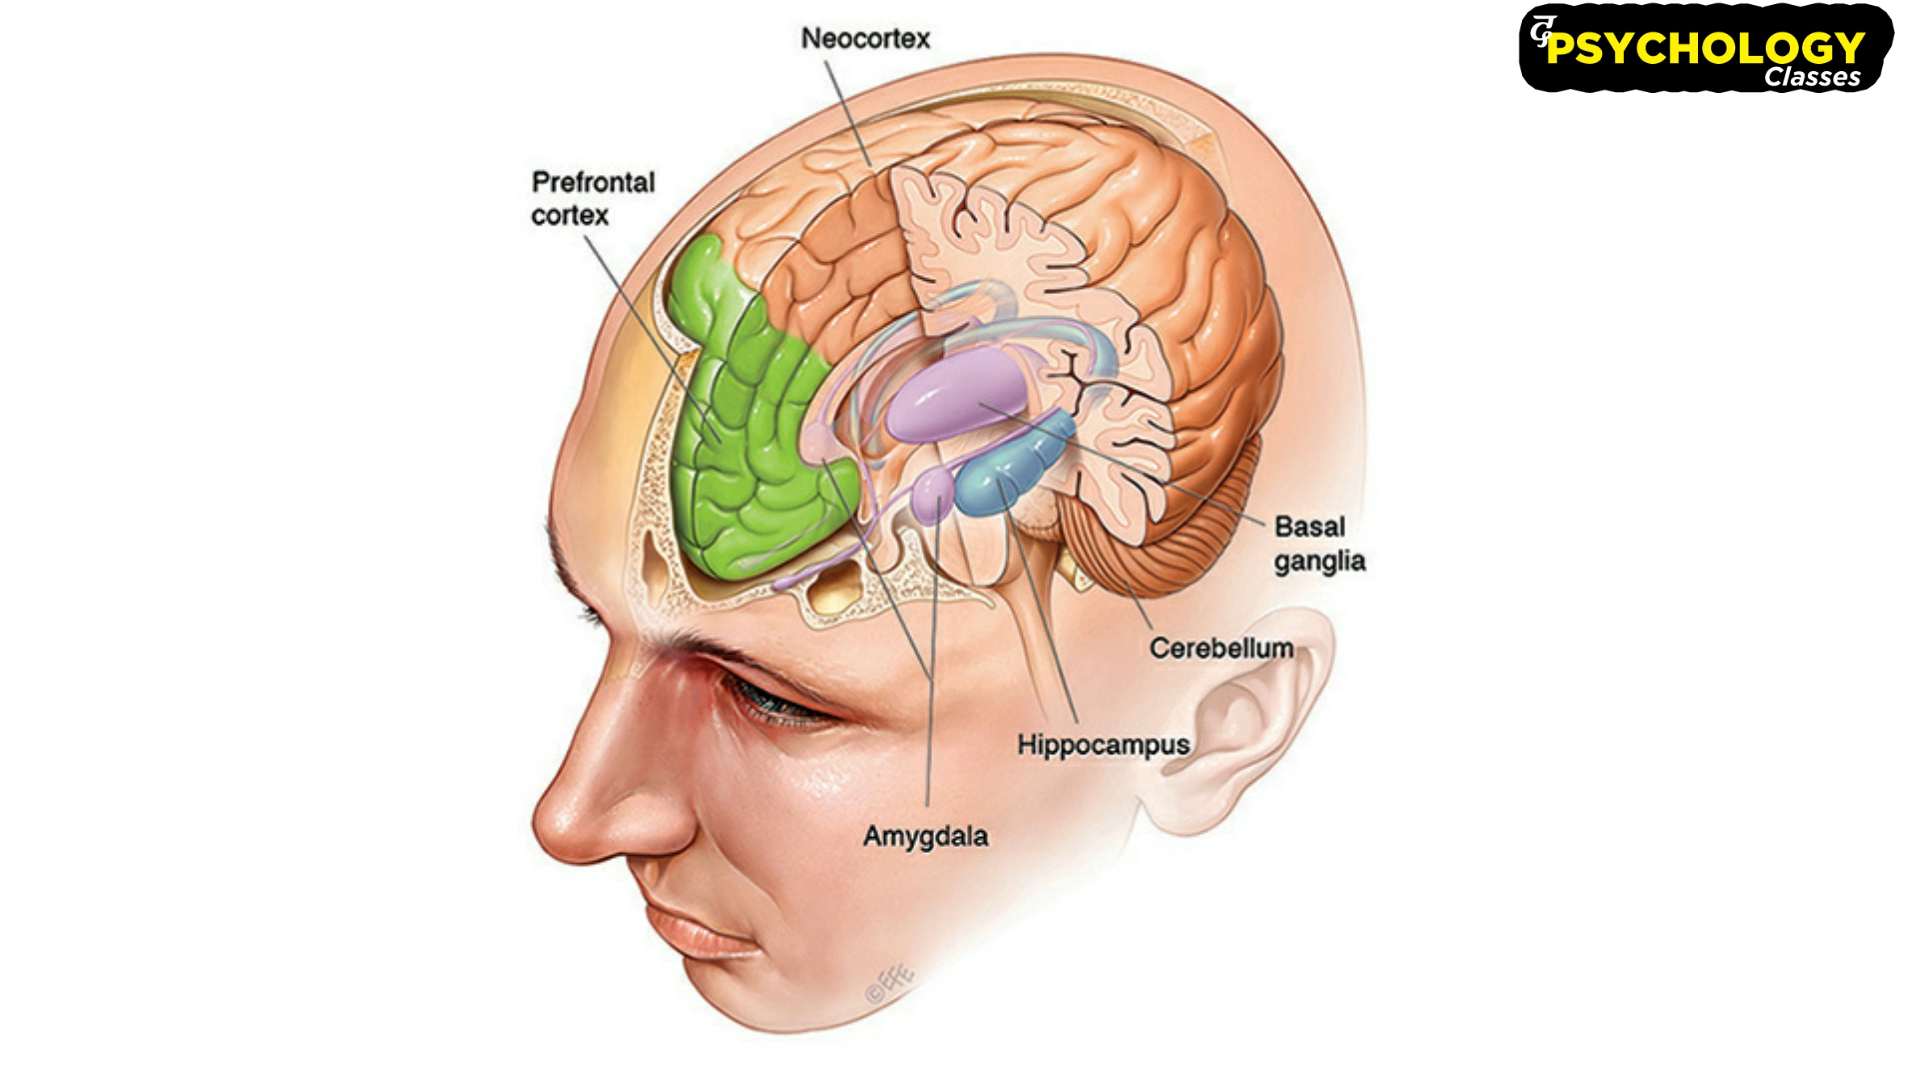 Neocortex
द
PSYCHOLOGY
Classes
Prefrontal
cortex
Basal
ganglia
Cerebellum
Hippocampus
Amygdala
©EFE